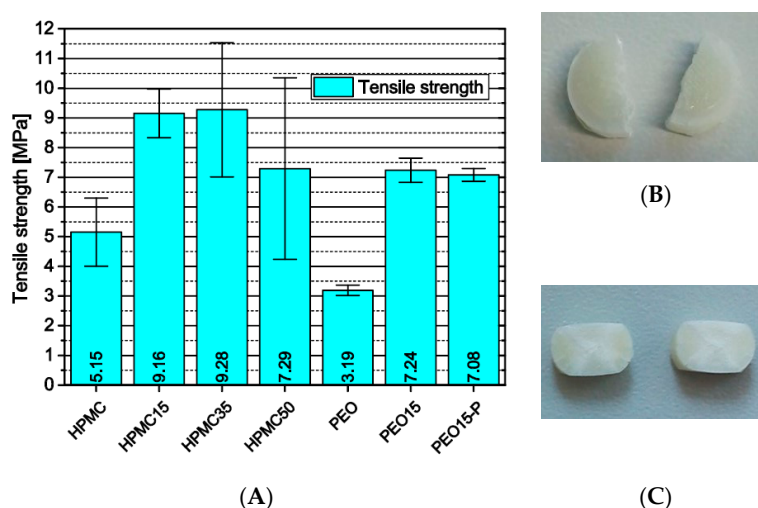 12
11
10
9
8
7
6
5
4
3
2
1
0
Tensile strength [MPa]
Tensile strength
5.15
9.16
9.28
7.29
3.19
7.24
7.08
HPMC
HPMC15
HPMC35
HPMC50
PEO
PEO15
PEO15-P
(A)
(B)
(C)